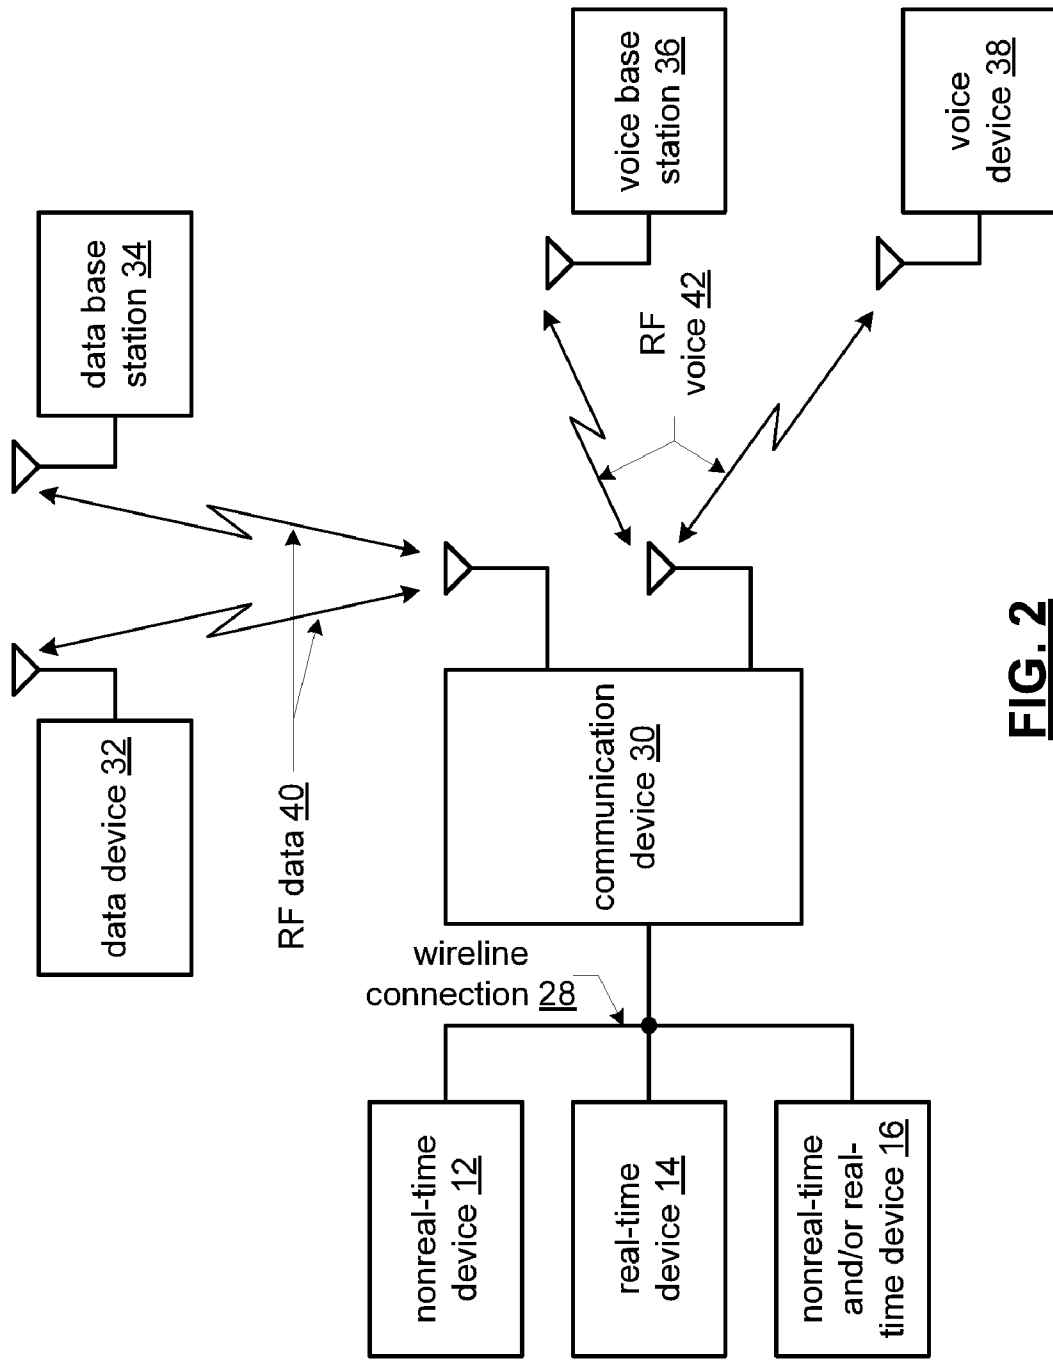 data device 32
data base
station 34
RF data 40
wireline
connection 28
nonreal-time
device 12
communication
device 30
RF
voice 42
voice base
station 36
real-time
device 14
nonreal-time
and/or real-
time device 16
voice
device 38
FIG. 2